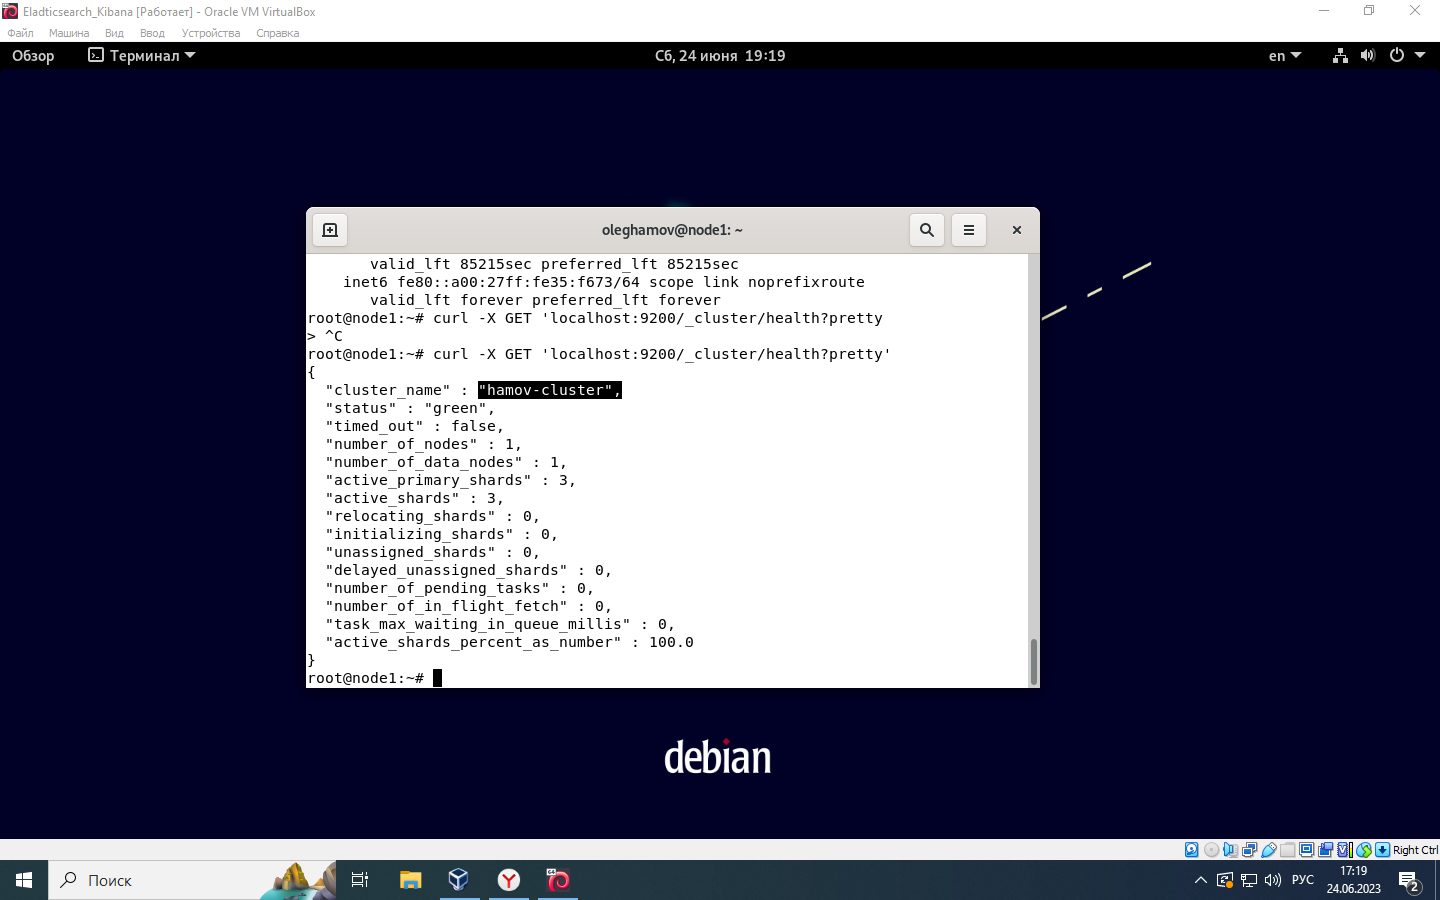 Eladticsearch_Kibana [Работает] - Oracle VM VirtualBox
Файл Машина Вид Ввод Устройства Справка
Обзор Терминал Сб, 24 июня 19:19 en
oleghamov@node1: ~
valid_lft 85215sec preferred_lft 85215sec
inet6 fe80::a00:27ff:fe35:f673/64 scope link noprefixroute
valid_lft forever preferred_lft forever
root@node1:~# curl -X GET 'localhost:9200/_cluster/health?pretty
> ^C
root@node1:~# curl -X GET 'localhost:9200/_cluster/health?pretty'
{
"cluster_name" : "hamov-cluster",
"status" : "green",
"timed_out" : false,
"number_of_nodes" : 1,
"number_of_data_nodes" : 1,
"active_primary_shards" : 3,
"active_shards" : 3,
"relocating_shards" : 0,
"initializing_shards" : 0,
"unassigned_shards" : 0,
"delayed_unassigned_shards" : 0,
"number_of_pending_tasks" : 0,
"number_of_in_flight_fetch" : 0,
"task_max_waiting_in_queue_millis" : 0,
"active_shards_percent_as_number" : 100.0
}
root@node1:~#
debian
Right Ctrl
Поиск
РУС
17:19
24.06.2023
2